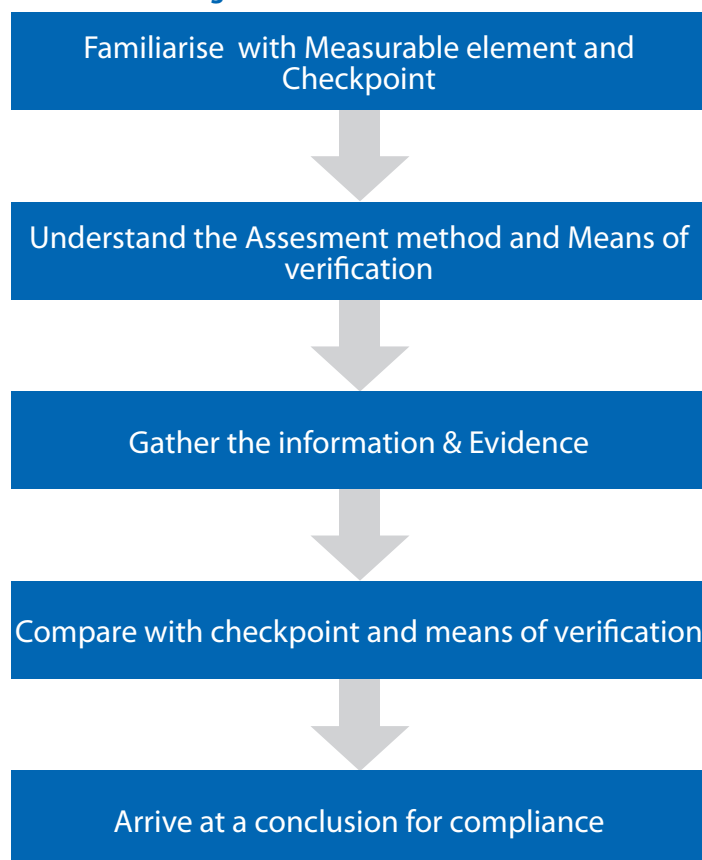 Familiarise with Measurable element and
Checkpoint
Understand the Assesment method and Means of
verification
Gather the information & Evidence
Compare with checkpoint and means of verification
Arrive at a conclusion for compliance